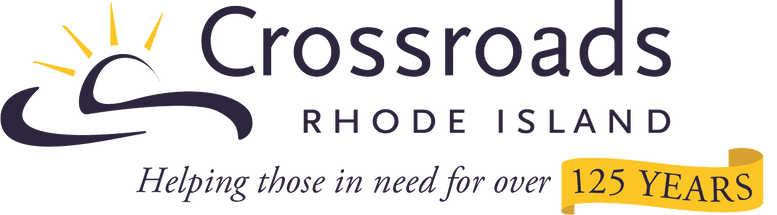 Crossroads
RHODE ISLAND
Helping those in need for over 125 YEARS